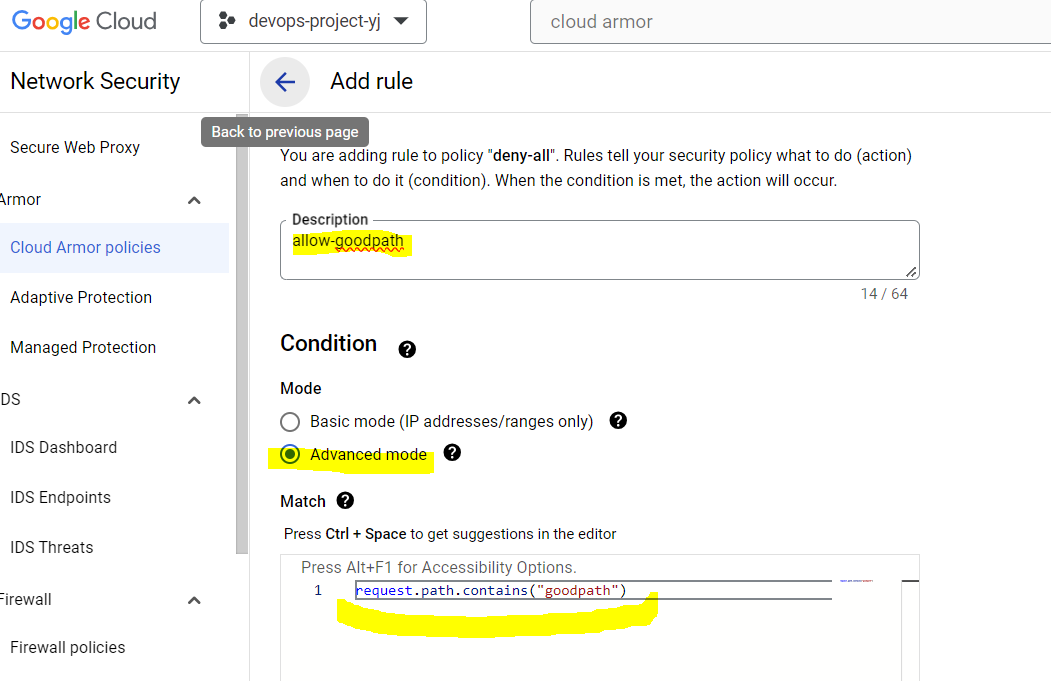 Google Cloud
devops-project-yj
cloud armor
Network Security
Add rule
Back to previous page
Secure Web Proxy
You are adding rule to policy "deny-all". Rules tell your security policy what to do (action)
and when to do it (condition). When the condition is met, the action will occur.
Armor
Description
allow-goodpath
Cloud Armor policies
14 / 64
Adaptive Protection
Managed Protection
Condition
Mode
DS
Basic mode (IP addresses/ranges only)
IDS Dashboard
Advanced mode
IDS Endpoints
Match
Press Ctrl + Space to get suggestions in the editor
IDS Threats
Press Alt+F1 for Accessibility Options.
1 request.path.contains("goodpath")
Firewall
Firewall policies